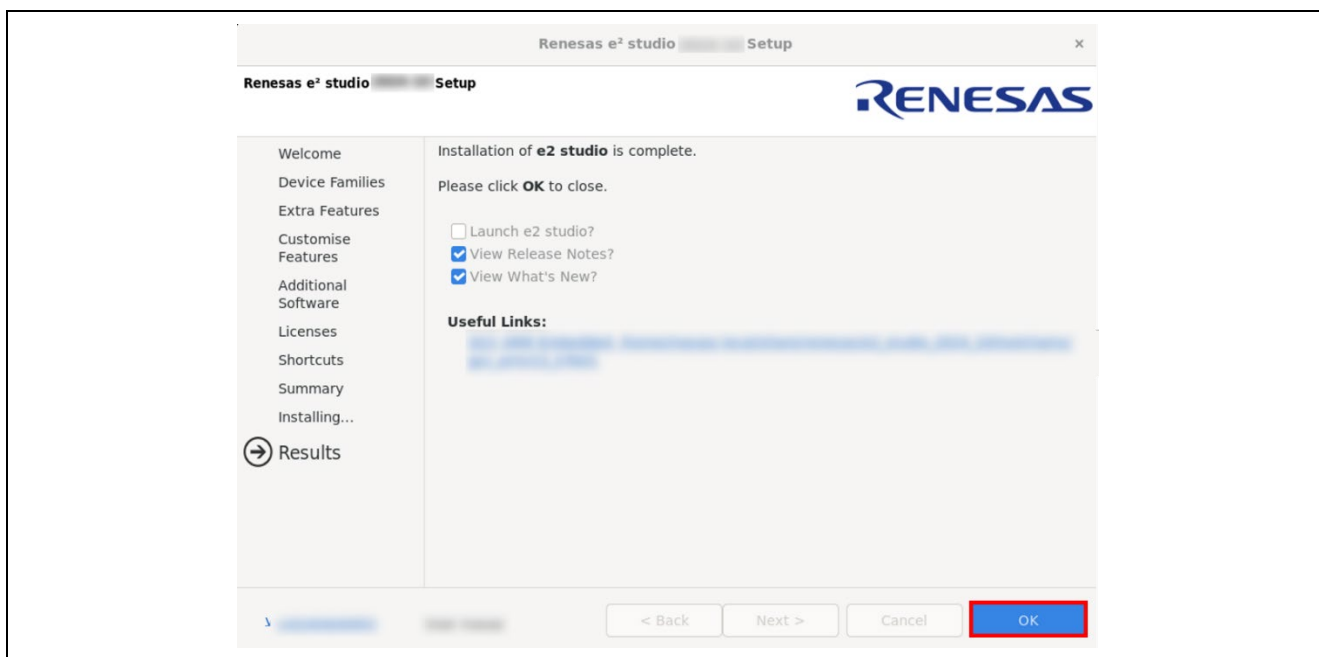 Renesas e² studio Setup
×
Renesas e² studio Setup
RENESAS
Welcome
Device Families
Extra Features
Customise
Features
Additional
Software
Licenses
Shortcuts
Summary
Installing...
Results
Installation of e2 studio is complete.
Please click OK to close.
Launch e2 studio?
View Release Notes?
View What's New?
Useful Links:
< Back
Next >
Cancel
OK